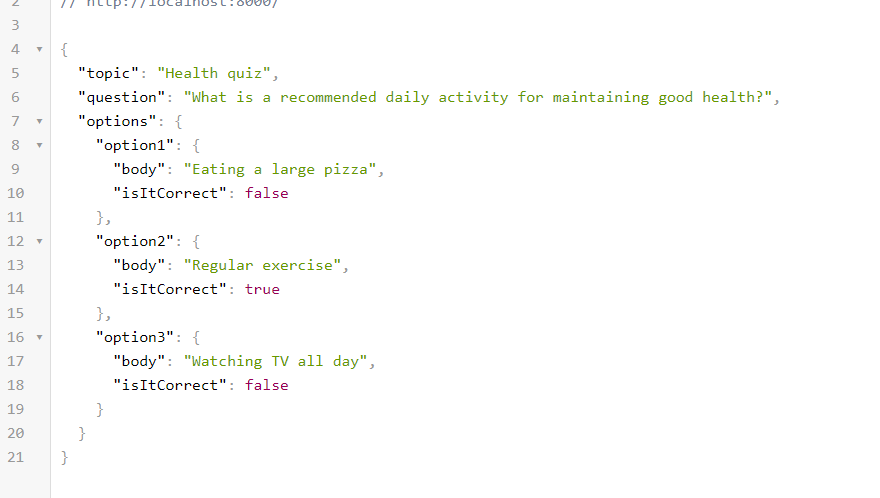 2 // http://localhost:8000/
3
4 {
5 "topic": "Health quiz",
6 "question": "What is a recommended daily activity for maintaining good health?",
7 "options": {
8 "option1": {
9 "body": "Eating a large pizza",
10 "isItCorrect": false
11 },
12 "option2": {
13 "body": "Regular exercise",
14 "isItCorrect": true
15 },
16 "option3": {
17 "body": "Watching TV all day",
18 "isItCorrect": false
19 }
20 }
21 }